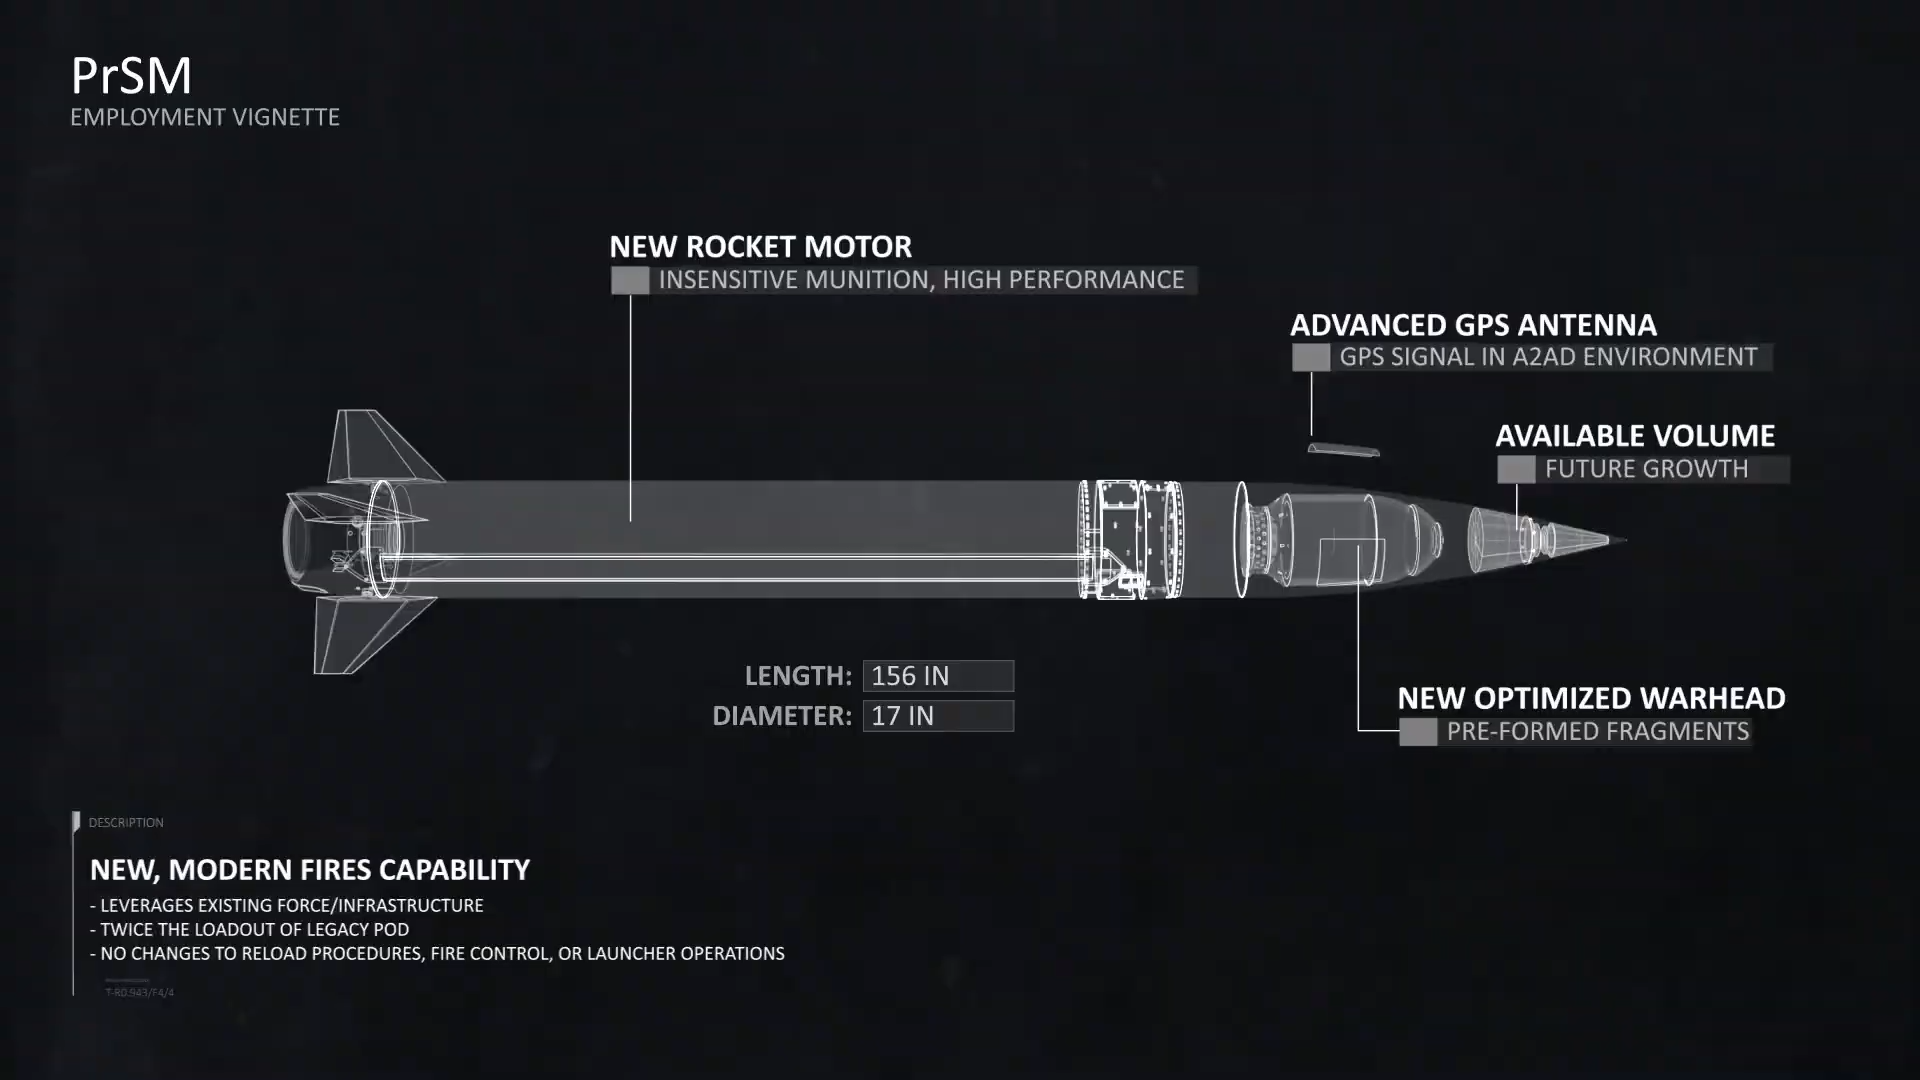 PrSM
EMPLOYMENT VIGNETTE
NEW ROCKET MOTOR
INSENSITIVE MUNITION, HIGH PERFORMANCE
ADVANCED GPS ANTENNA
GPS SIGNAL IN A2AD ENVIRONMENT
AVAILABLE VOLUME
FUTURE GROWTH
LENGTH: 156 IN
DIAMETER: 17 IN
NEW OPTIMIZED WARHEAD
PRE-FORMED FRAGMENTS
DESCRIPTION
NEW, MODERN FIRES CAPABILITY
- LEVERAGES EXISTING FORCE/INFRASTRUCTURE
- TWICE THE LOADOUT OF LEGACY POD
- NO CHANGES TO RELOAD PROCEDURES, FIRE CONTROL, OR LAUNCHER OPERATIONS